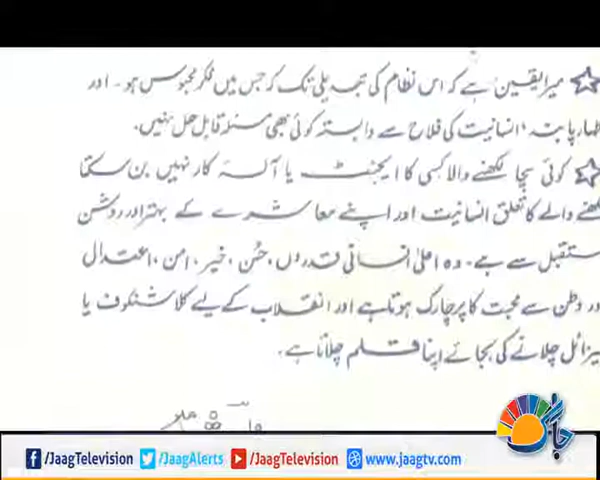 میرا یقین ہے کہ اس نظام کی تبدیلی تک کہ جس میں فکر محبوس ہو۔ اور
پابند، انسانیت کی فلاح سے وابستہ کوئی بھی مسئلہ قابل حل نہیں۔
کوئی سچا لکھنے والا کسی کا ایجنٹ یا آلۂ کار نہیں بن سکتا
والے کا تعلق انسانیت اور اپنے معاشرے کے بہتر اور روشن
مستقبل سے ہے۔ وہ اعلیٰ انسانی قدروں، حُسن، خیر، امن، اعتدال
اور وطن سے محبت کا پرچارک ہوتا ہے اور انقلاب کے لیے کلاشنکوف یا
میزائل چلانے کی بجائے اپنا قلم چلاتا ہے۔
جاگ
/JaagTelevision /JaagAlerts /JaagTelevision www.jaagtv.com